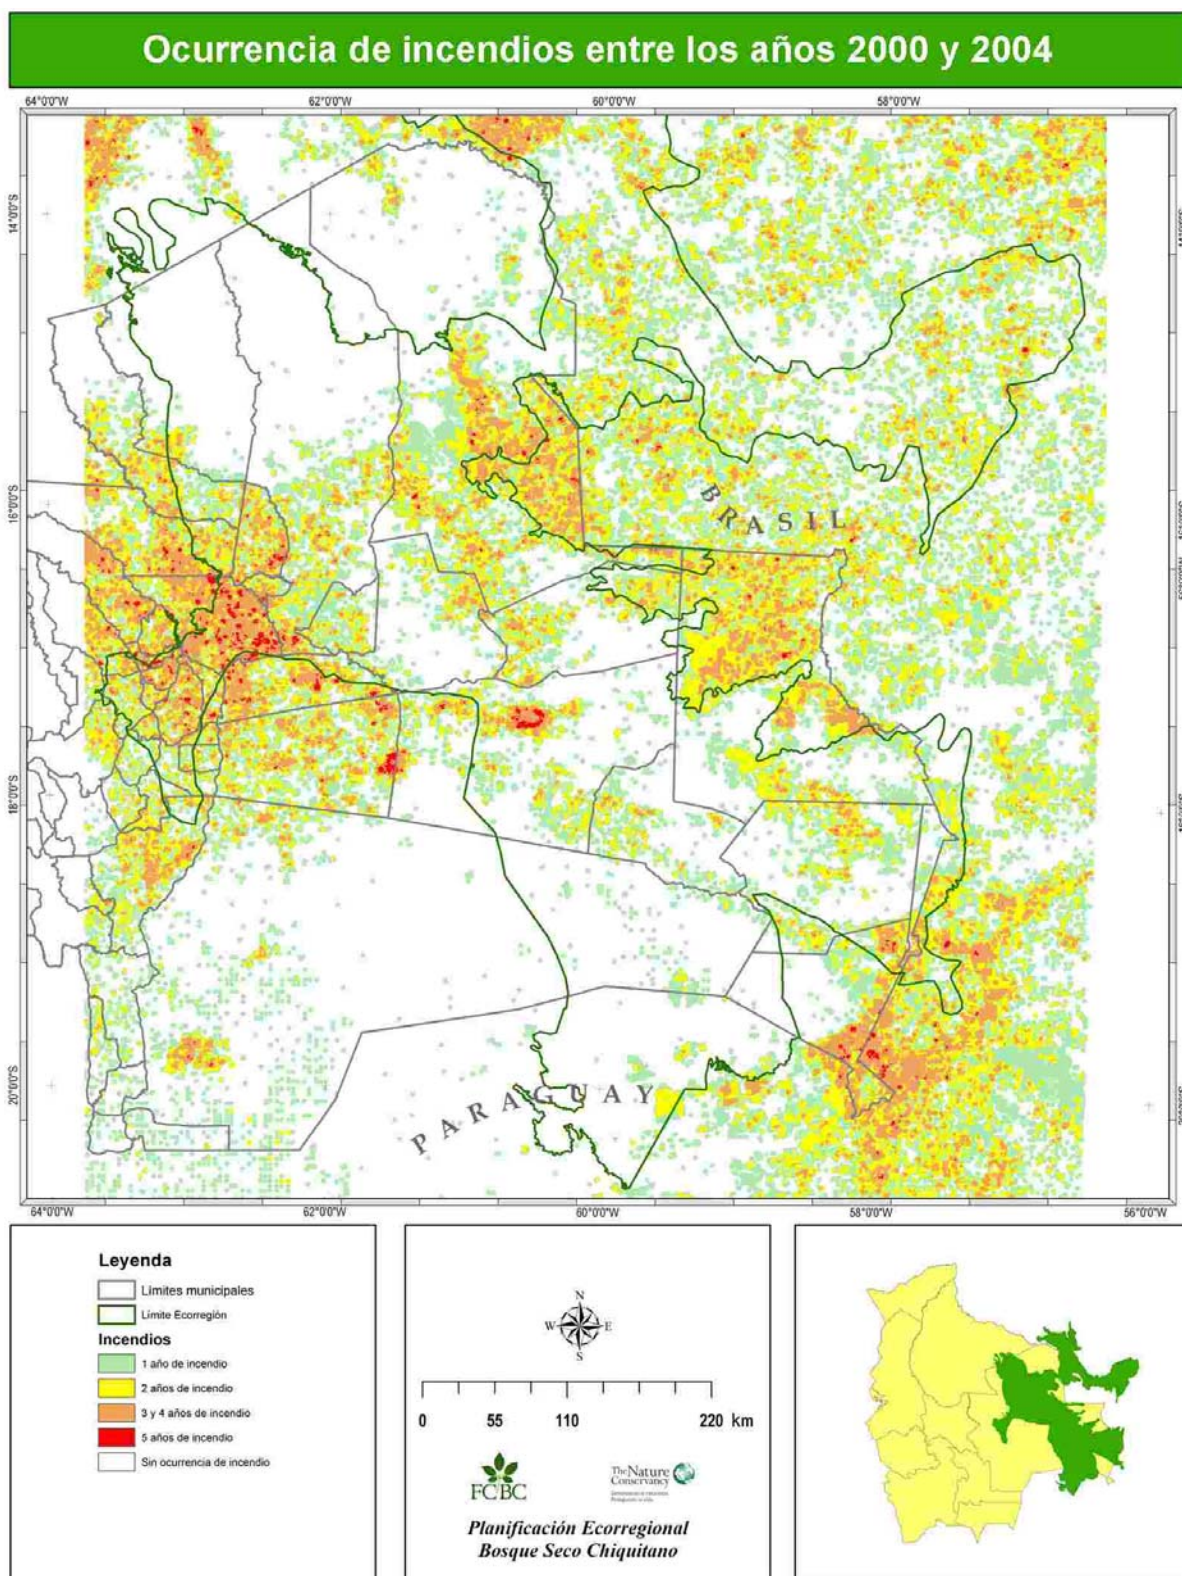 Ocurrencia de incendios entre los años 2000 y 2004
64°0'0"W 62°0'0"W 60°0'0"W 58°0'0"W
14°0'0"S
16°0'0"S
18°0'0"S
20°0'0"S
BRASIL
PARAGUAY
64°0'0"W 62°0'0"W 60°0'0"W 58°0'0"W 56°0'0"W
Leyenda
Límites municipales
Límite Ecorregión
Incendios
1 año de incendio
2 años de incendio
3 y 4 años de incendio
5 años de incendio
Sin ocurrencia de incendio
N
W E
S
0 55 110 220 km
FCBC
The Nature
Conservancy
Planificación Ecorregional
Bosque Seco Chiquitano